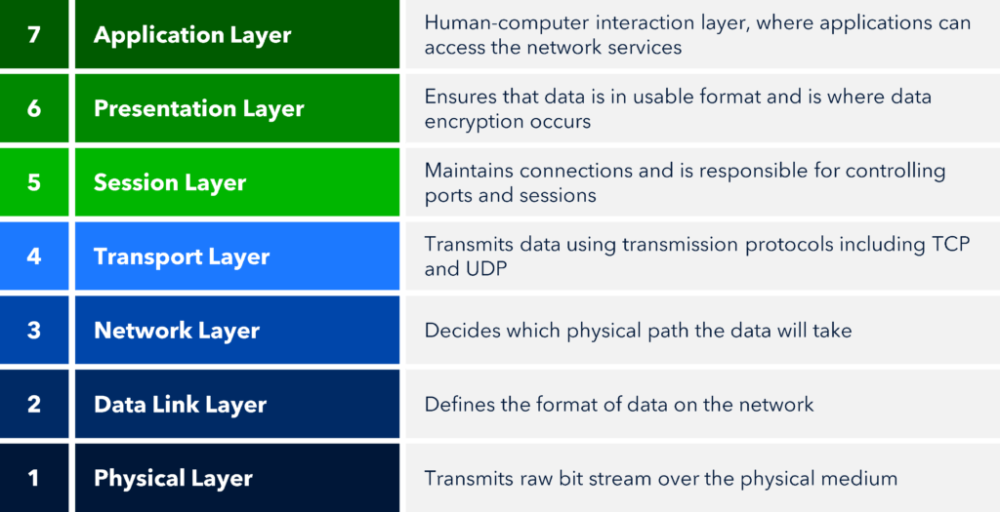 7
Application Layer
Human-computer interaction layer, where applications can
access the network services
6
Presentation Layer
Ensures that data is in usable format and is where data
encryption occurs
5
Session Layer
Maintains connections and is responsible for controlling
ports and sessions
4
Transport Layer
Transmits data using transmission protocols including TCP
and UDP
3
Network Layer
Decides which physical path the data will take
2
Data Link Layer
Defines the format of data on the network
1
Physical Layer
Transmits raw bit stream over the physical medium